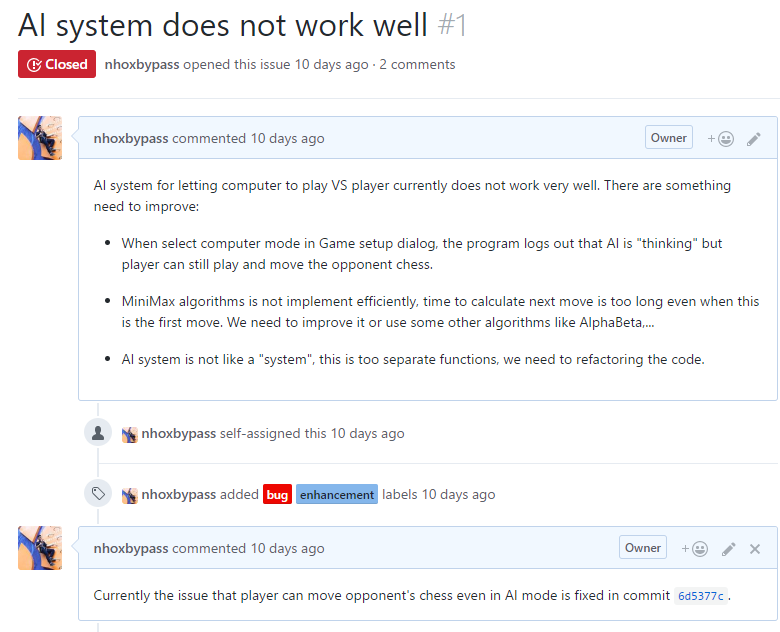 AI system does not work well #1
Closed nhoxbypass opened this issue 10 days ago · 2 comments
nhoxbypass commented 10 days ago Owner +
AI system for letting computer to play VS player currently does not work very well. There are something
need to improve:
• When select computer mode in Game setup dialog, the program logs out that AI is "thinking" but
player can still play and move the opponent chess.
• MiniMax algorithms is not implement efficiently, time to calculate next move is too long even when this
is the first move. We need to improve it or use some other algorithms like AlphaBeta,...
• AI system is not like a "system", this is too separate functions, we need to refactoring the code.
nhoxbypass self-assigned this 10 days ago
nhoxbypass added bug enhancement labels 10 days ago
nhoxbypass commented 10 days ago Owner +
Currently the issue that player can move opponent's chess even in AI mode is fixed in commit 6d5377c .